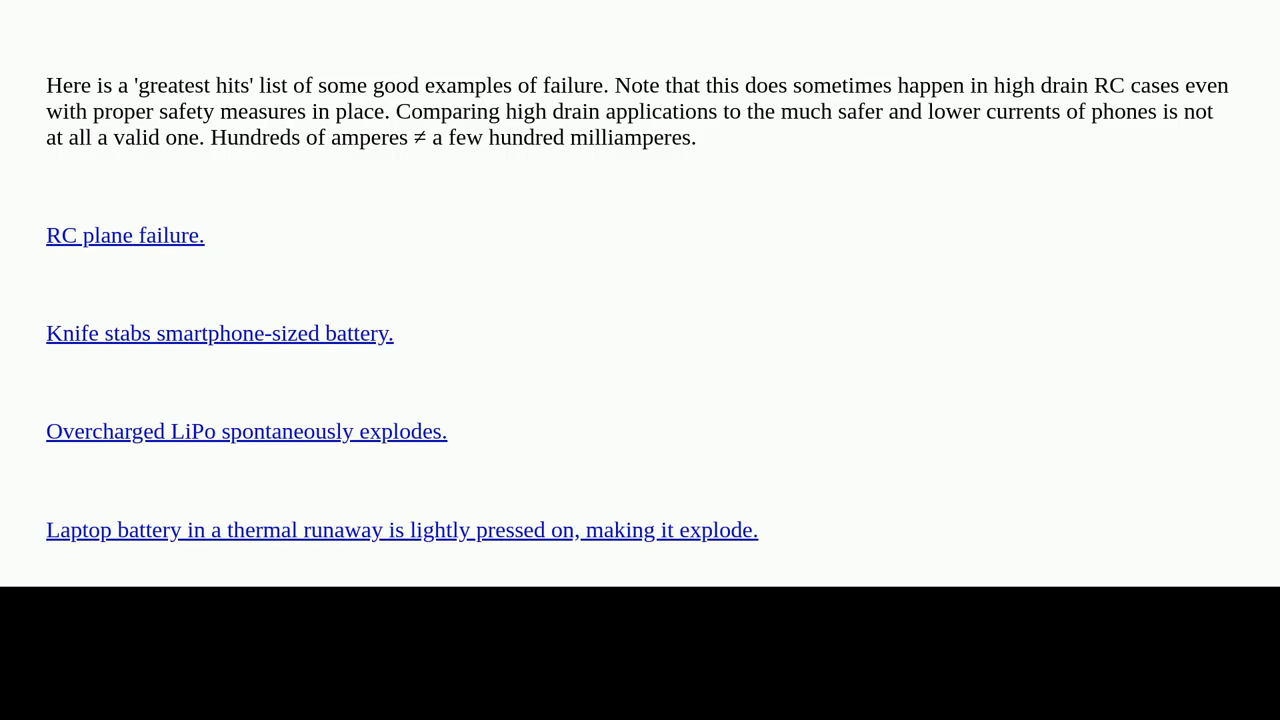 Here is a 'greatest hits' list of some good examples of failure. Note that this does sometimes happen in high drain RC cases even
with proper safety measures in place. Comparing high drain applications to the much safer and lower currents of phones is not
at all a valid one. Hundreds of amperes ≠ a few hundred milliamperes.
RC plane failure.
Knife stabs smartphone-sized battery.
Overcharged LiPo spontaneously explodes.
Laptop battery in a thermal runaway is lightly pressed on, making it explode.